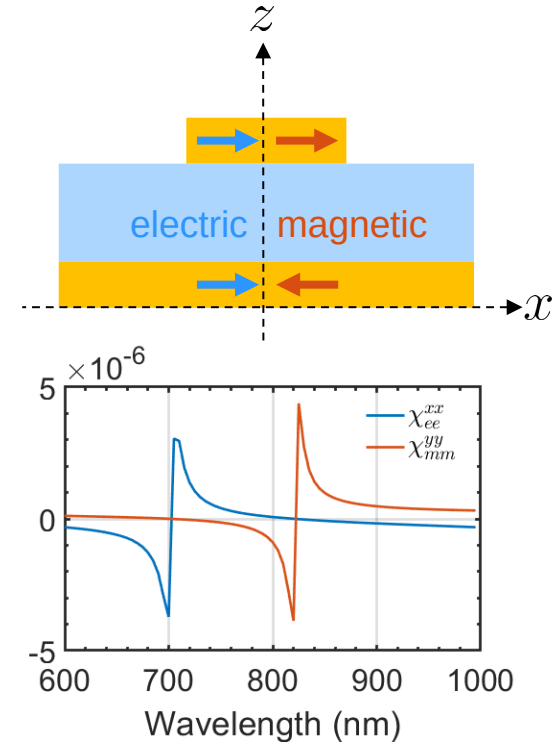 z
electric magnetic
x
×10^-6
5
χ_ee^xx
χ_mm^yy
0
-5
600 700 800 900 1000
Wavelength (nm)